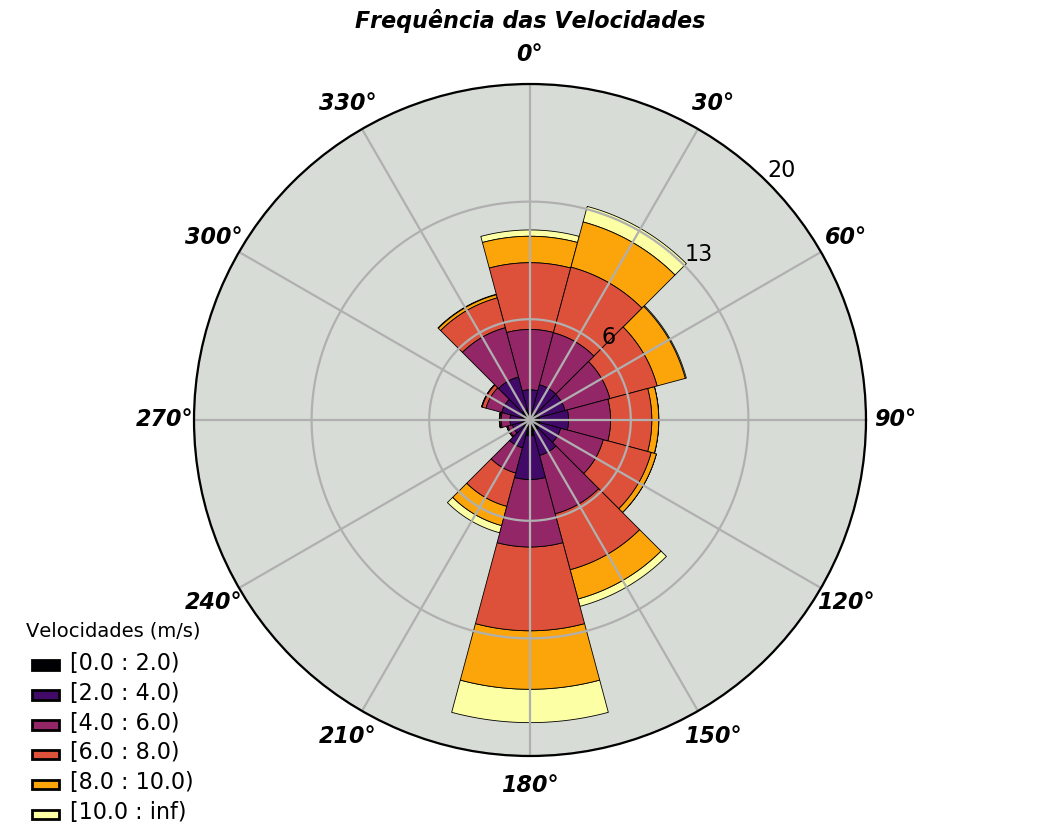 Frequência das Velocidades
0°
330°
30°
20
300°
60°
13
6
270°
90°
240°
120°
210°
150°
180°
Velocidades (m/s)
[0.0 : 2.0)
[2.0 : 4.0)
[4.0 : 6.0)
[6.0 : 8.0)
[8.0 : 10.0)
[10.0 : inf)